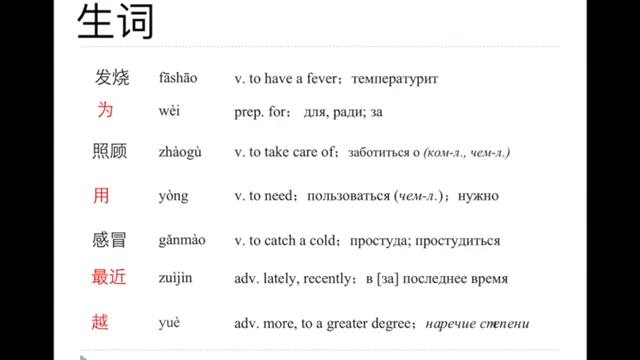 生词
发烧 fāshāo v. to have a fever；температурит
为 wèi prep. for； для, ради; за
照顾 zhàogù v. to take care of；заботиться о (ком-л., чем-л.)
用 yòng v. to need；пользоваться (чем-л.)；нужно
感冒 gǎnmào v. to catch a cold；простуда; простудиться
最近 zuìjìn adv. lately, recently；в [за] последнее время
越 yuè adv. more, to a greater degree；наречие степени